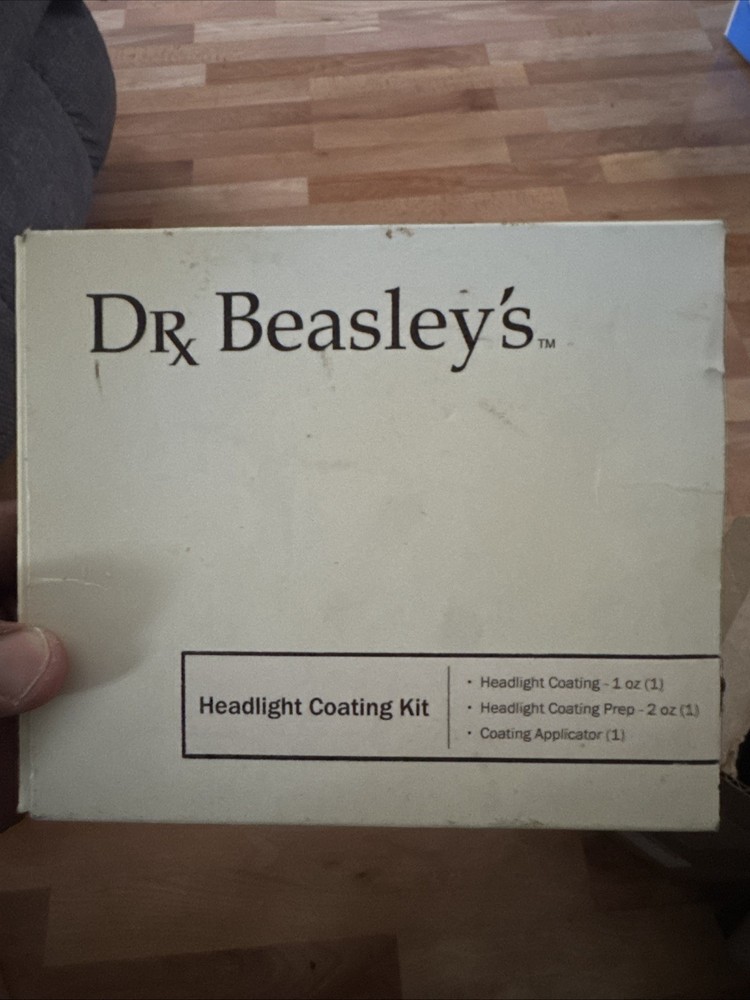 DRx Beasley's™
Headlight Coating Kit
• Headlight Coating - 1 oz (1)
• Headlight Coating Prep - 2 oz (1)
• Coating Applicator (1)